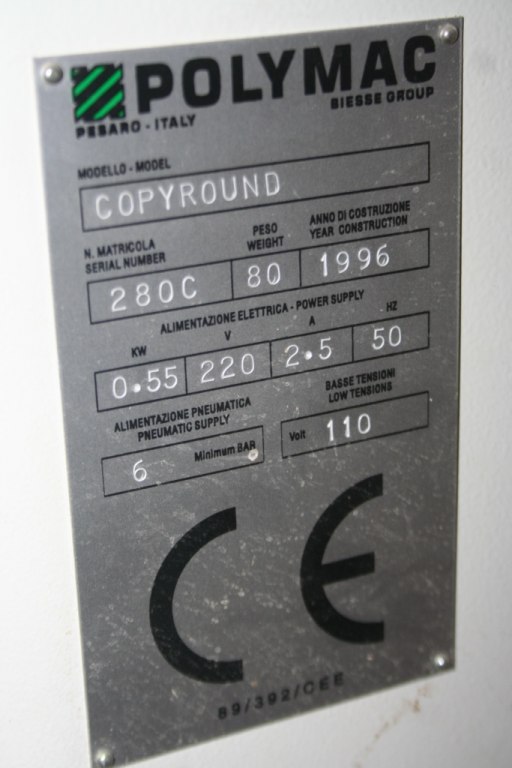 POLYMAC
BIESSE GROUP
PESARO - ITALY
MODELLO - MODEL
COPYROUND
N. MATRICOLA
SERIAL NUMBER
PESO
WEIGHT
ANNO DI COSTRUZIONE
YEAR CONSTRUCTION
280C 80 1996
ALIMENTAZIONE ELETTRICA - POWER SUPPLY
KW V A HZ
0.55 220 2.5 50
ALIMENTAZIONE PNEUMATICA
PNEUMATIC SUPPLY
BASSE TENSIONI
LOW TENSIONS
6 Minimum BAR
Volt 110
CE
89/392/CEE